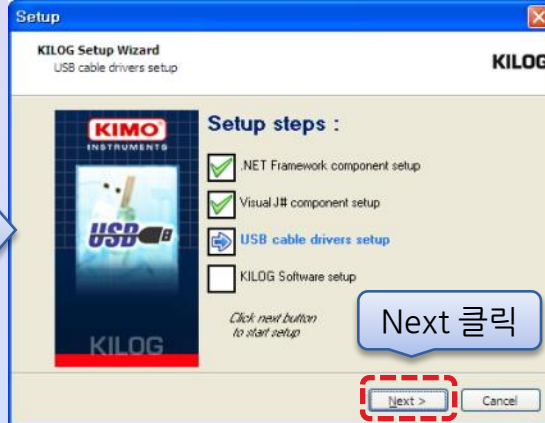 Setup
KILOG Setup Wizard
USB cable drivers setup
KILOG
KIMO
INSTRUMENTS
USB
KILOG
Setup steps :
.NET Framework component setup
Visual J# component setup
USB cable drivers setup
KILOG Software setup
Click next button
to start setup
Next 클릭
Next >
Cancel